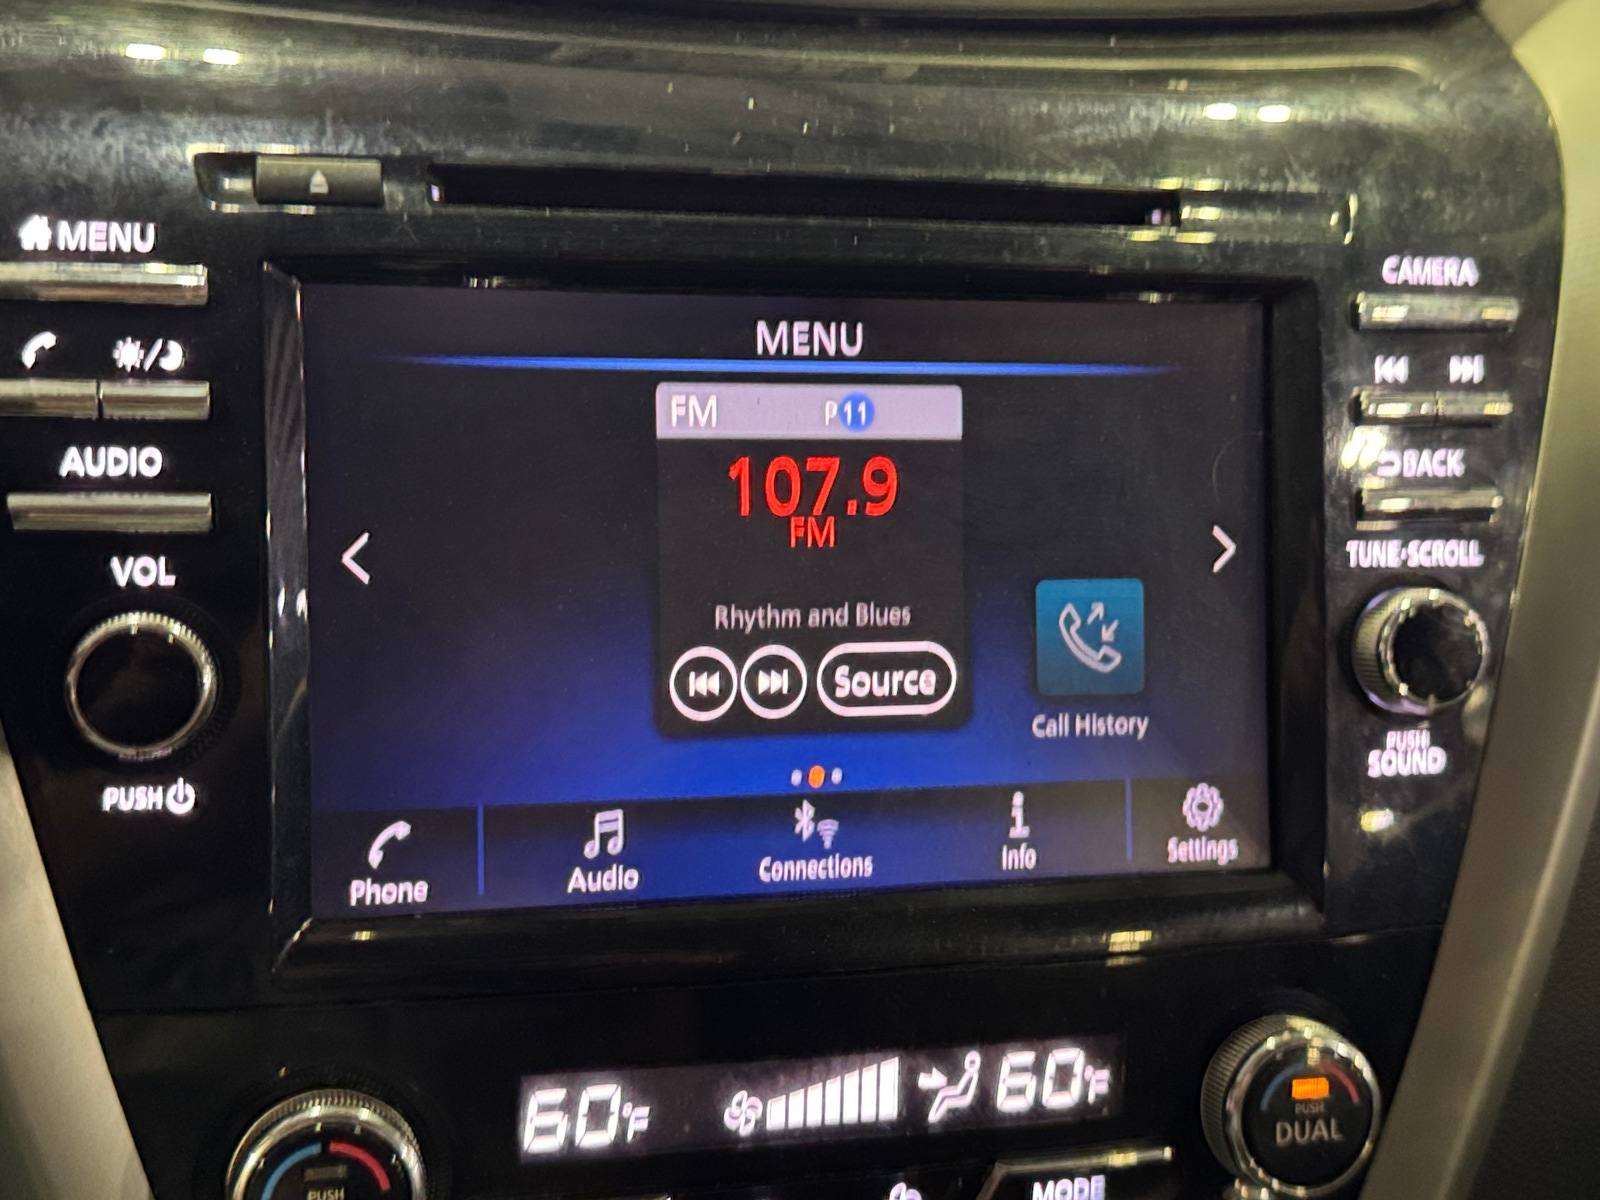 MENU
AUDIO
VOL
PUSH
MENU
FM P11
107.9
FM
Rhythm and Blues
Source
Call History
Phone
Audio
Connections
Info
Settings
CAMERA
BACK
TUNE•SCROLL
PUSH
SOUND
60°F 60°F
PUSH
DUAL
PUSH
MODE